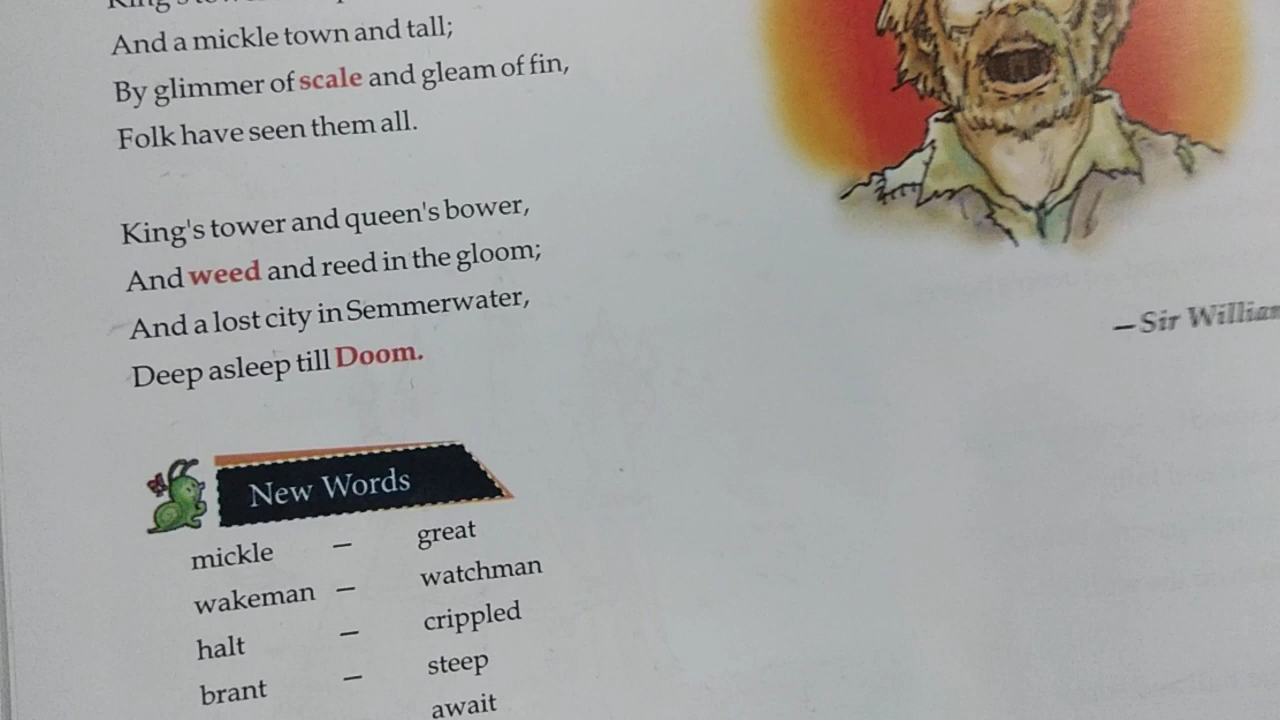 King's
And a mickle town and tall;
By glimmer of scale and gleam of fin,
Folk have seen them all.
King's tower and queen's bower,
And weed and reed in the gloom;
And a lost city in Semmerwater,
Deep asleep till Doom.
—Sir William
New Words
mickle — great
wakeman — watchman
halt — crippled
brant — steep
await